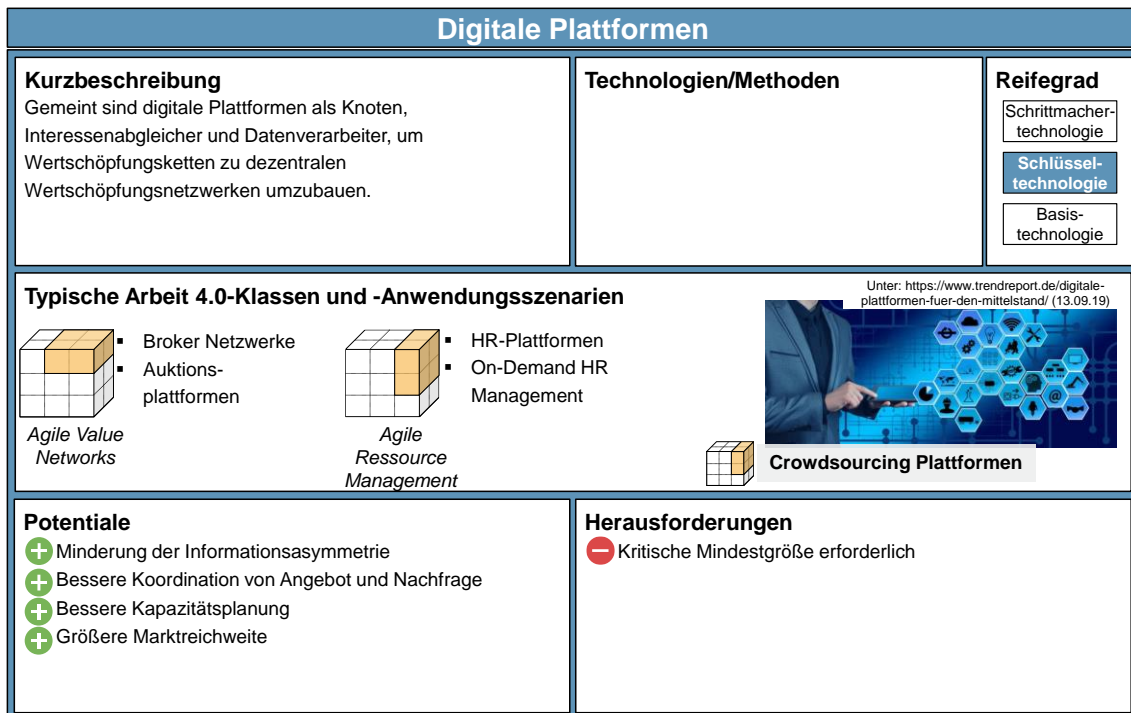 Digitale Plattformen
Kurzbeschreibung
Gemeint sind digitale Plattformen als Knoten,
Interessenabgleicher und Datenverarbeiter, um
Wertschöpfungsketten zu dezentralen
Wertschöpfungsnetzwerken umzubauen.
Technologien/Methoden
Reifegrad
Schrittmacher-
technologie
Schlüssel-
technologie
Basis-
technologie
Typische Arbeit 4.0-Klassen und -Anwendungsszenarien
▪ Broker Netzwerke
▪ Auktions-
plattformen
Agile Value
Networks
▪ HR-Plattformen
▪ On-Demand HR
Management
Agile
Ressource
Management
Unter: https://www.trendreport.de/digitale-
plattformen-fuer-den-mittelstand/ (13.09.19)
@
Crowdsourcing Plattformen
Potentiale
Minderung der Informationsasymmetrie
Bessere Koordination von Angebot und Nachfrage
Bessere Kapazitätsplanung
Größere Marktreichweite
Herausforderungen
Kritische Mindestgröße erforderlich